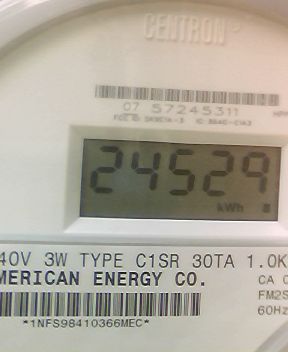 CENTRON
07 57245311
24529
kWh
40V 3W TYPE C1SR 30TA 1.0K
MERICAN ENERGY CO.
CA
FM2S
60Hz
*1NFS98410366MEC*